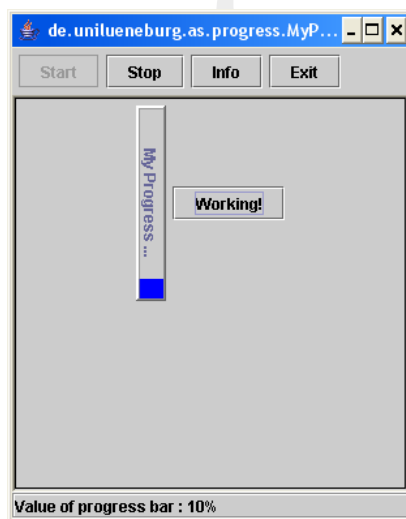 de.unilueneburg.as.progress.MyP...
Start Stop Info Exit
My Progress ...
Working!
Value of progress bar : 10%